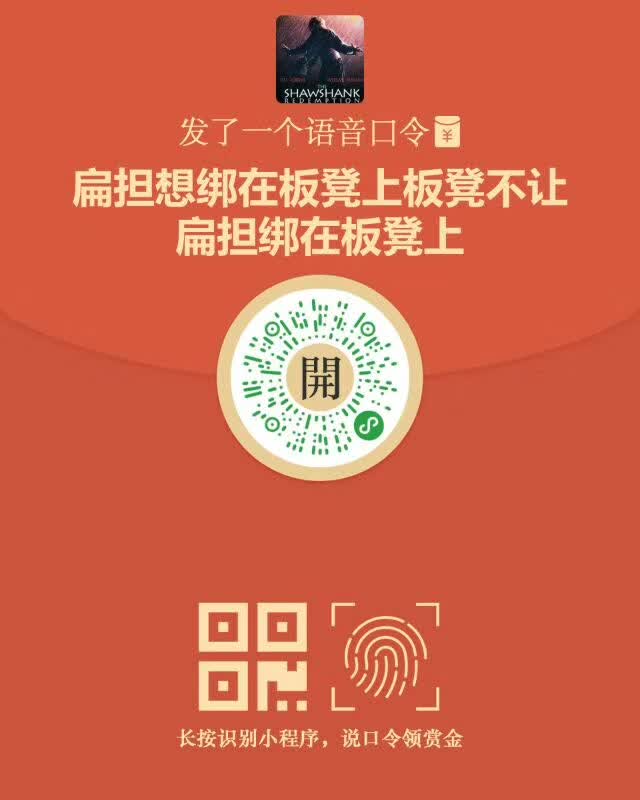 THE
SHAWSHANK
REDEMPTION
发了一个语音口令
¥
扁担想绑在板凳上板凳不让
扁担绑在板凳上
開
长按识别小程序，说口令领赏金